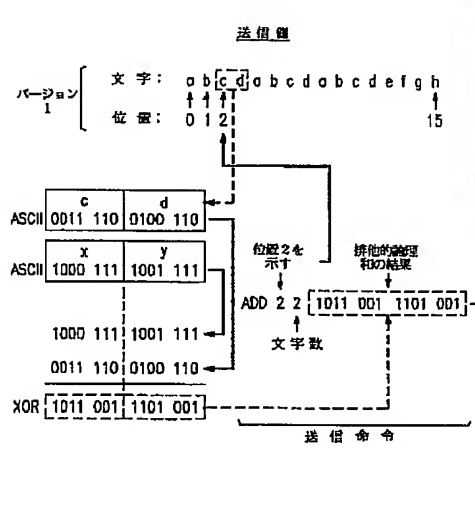 送信側
バージョン 1
文字: a b c d a b c d a b c d e f g h
位置: 0 1 2 15
c d
ASCII 0011 110 0100 110
x y
ASCII 1000 111 1001 111
1000 111 1001 111
0011 110 0100 110
XOR 1011 001 1101 001
位置2を
示す
排他的論理
和の結果
ADD 2 2 1011 001 1101 001
文字数
送信命令